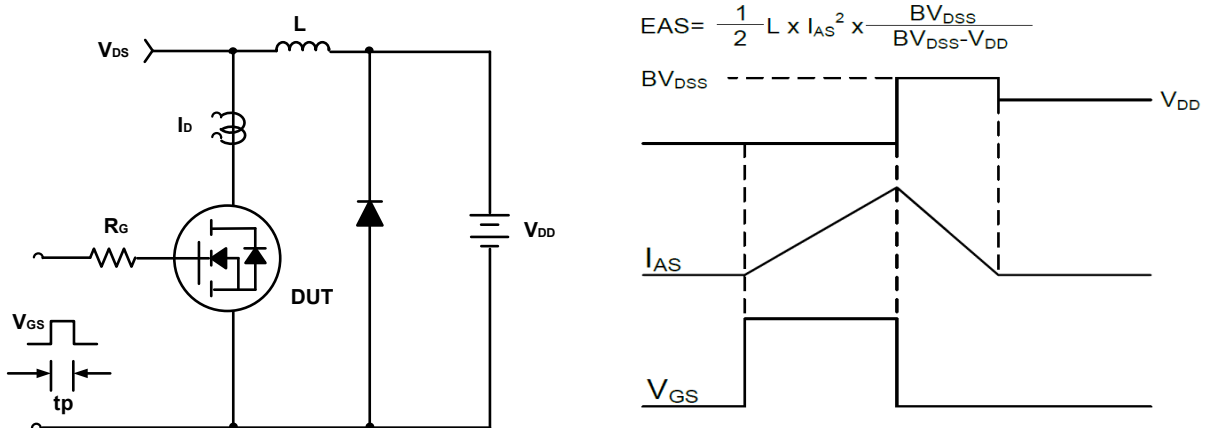 L
VDS
ID
RG
VDD
DUT
VGS
tp
EAS= 1/2 L x IAS² x BVDSS/BVDSS-VDD
BVDSS
VDD
IAS
VGS